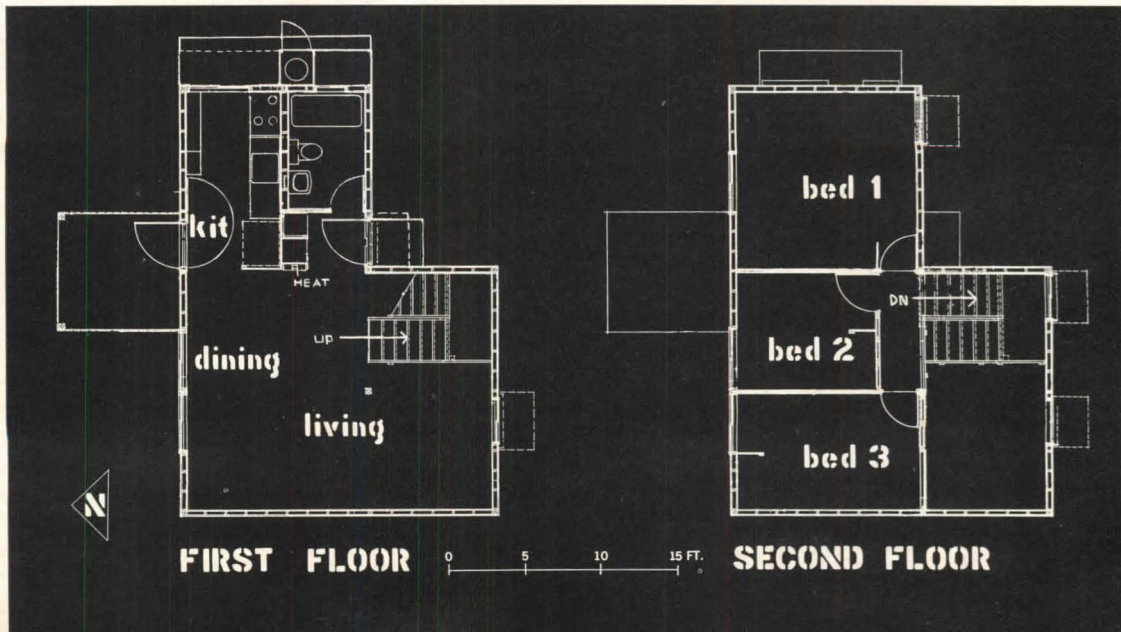 kit
HEAT
UP
dining
living
N
FIRST FLOOR
0 5 10 15 FT.
bed 1
DN
bed 2
bed 3
SECOND FLOOR